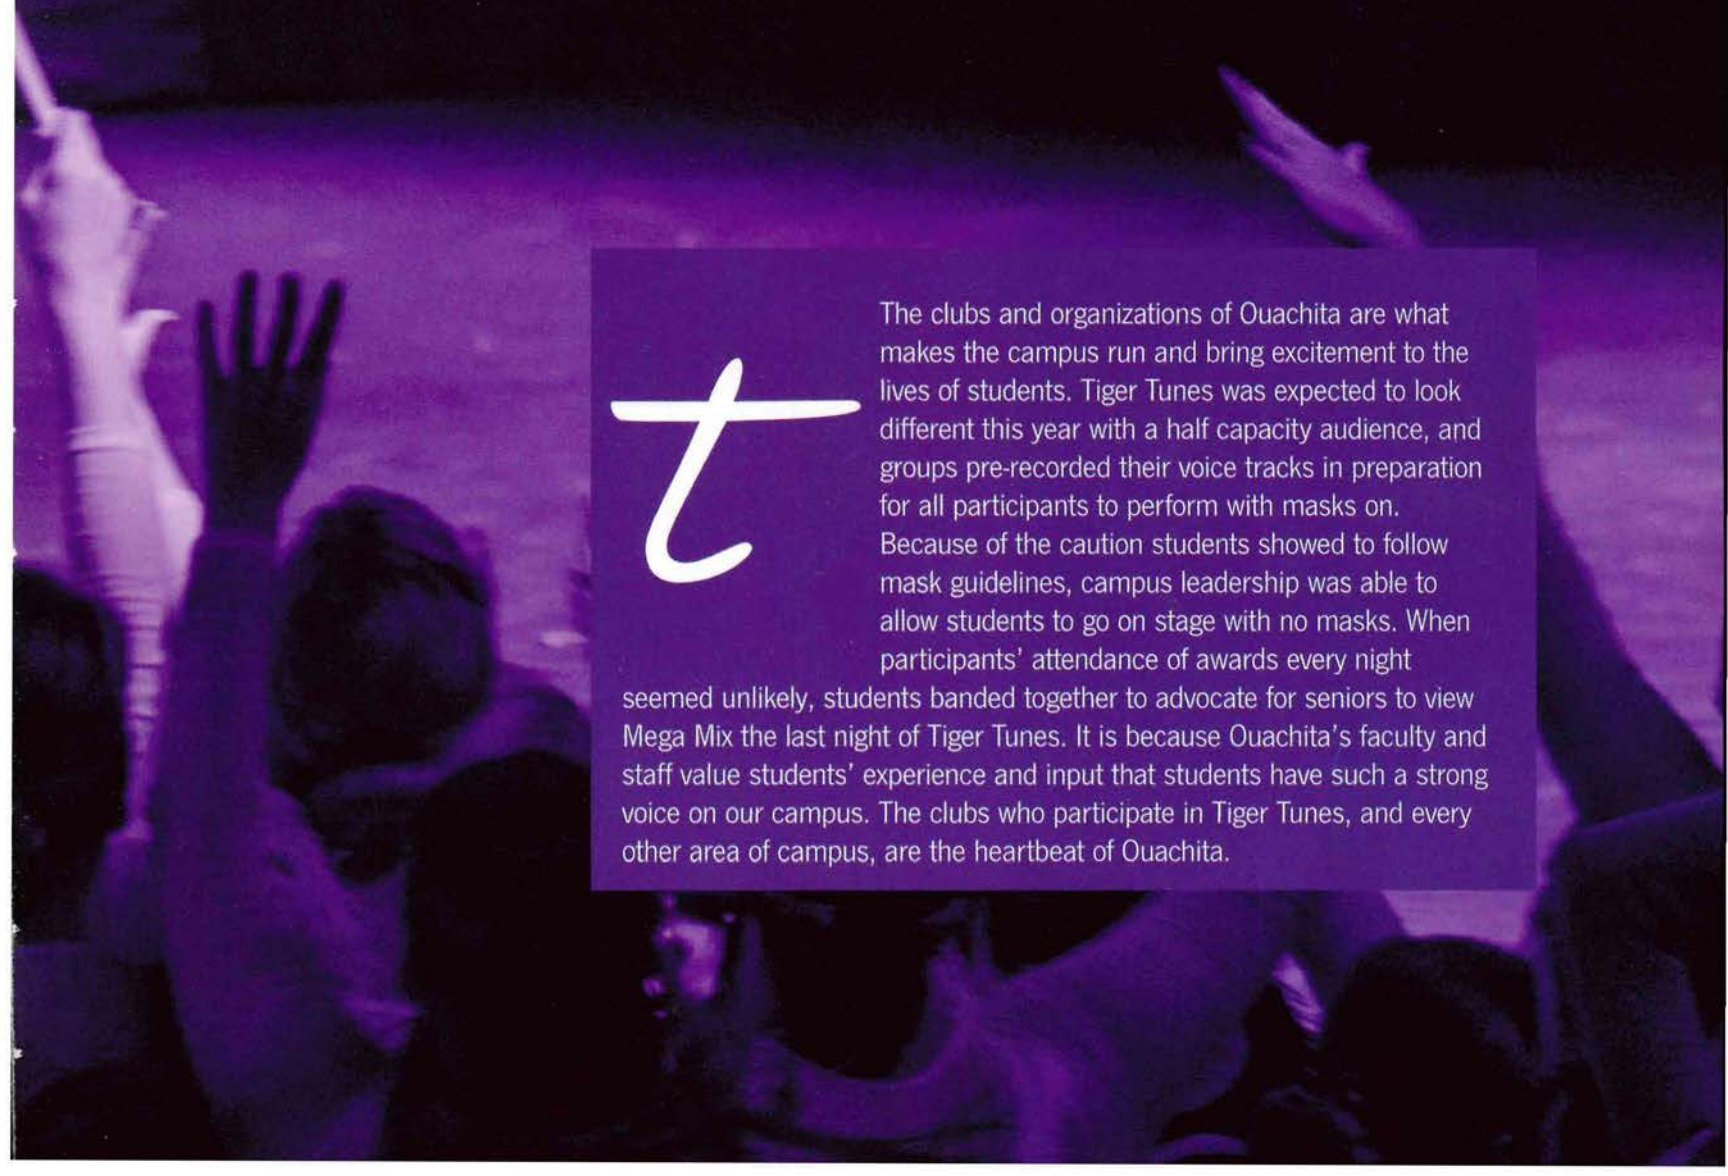 t
The clubs and organizations of Ouachita are what
makes the campus run and bring excitement to the
lives of students. Tiger Tunes was expected to look
different this year with a half capacity audience, and
groups pre-recorded their voice tracks in preparation
for all participants to perform with masks on.
Because of the caution students showed to follow
mask guidelines, campus leadership was able to
allow students to go on stage with no masks. When
participants' attendance of awards every night
seemed unlikely, students banded together to advocate for seniors to view
Mega Mix the last night of Tiger Tunes. It is because Ouachita's faculty and
staff value students' experience and input that students have such a strong
voice on our campus. The clubs who participate in Tiger Tunes, and every
other area of campus, are the heartbeat of Ouachita.